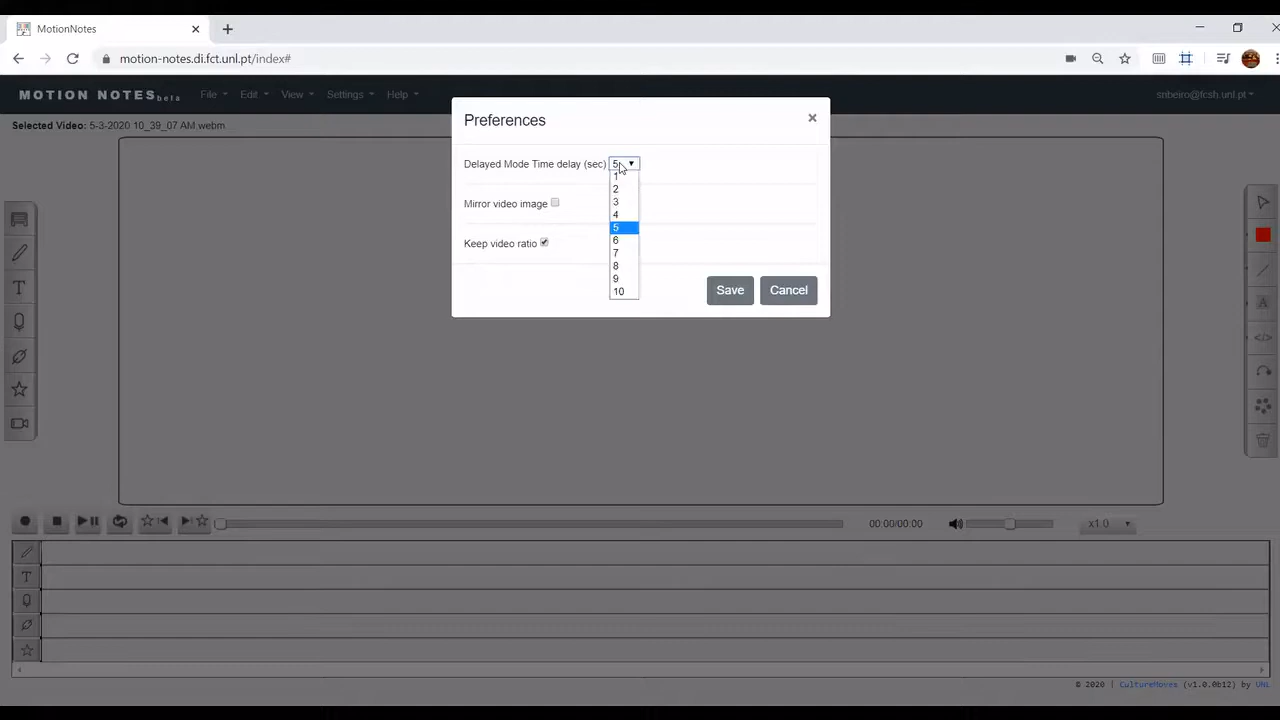 MotionNotes
motion-notes.di.fct.unl.pt/index#
MOTION NOTES beta File Edit View Settings Help sribeiro@fcsh.unl.pt
Selected Video: 5-3-2020 10_39_07 AM.webm
Preferences
Delayed Mode Time delay (sec) 5
1
2
3
4
5
6
7
8
9
10
Mirror video image
Keep video ratio
Save Cancel
T
A
</>
00:00/00:00 x1.0
T
© 2020 | CultureMoves (v1.0.0b12) by UNL